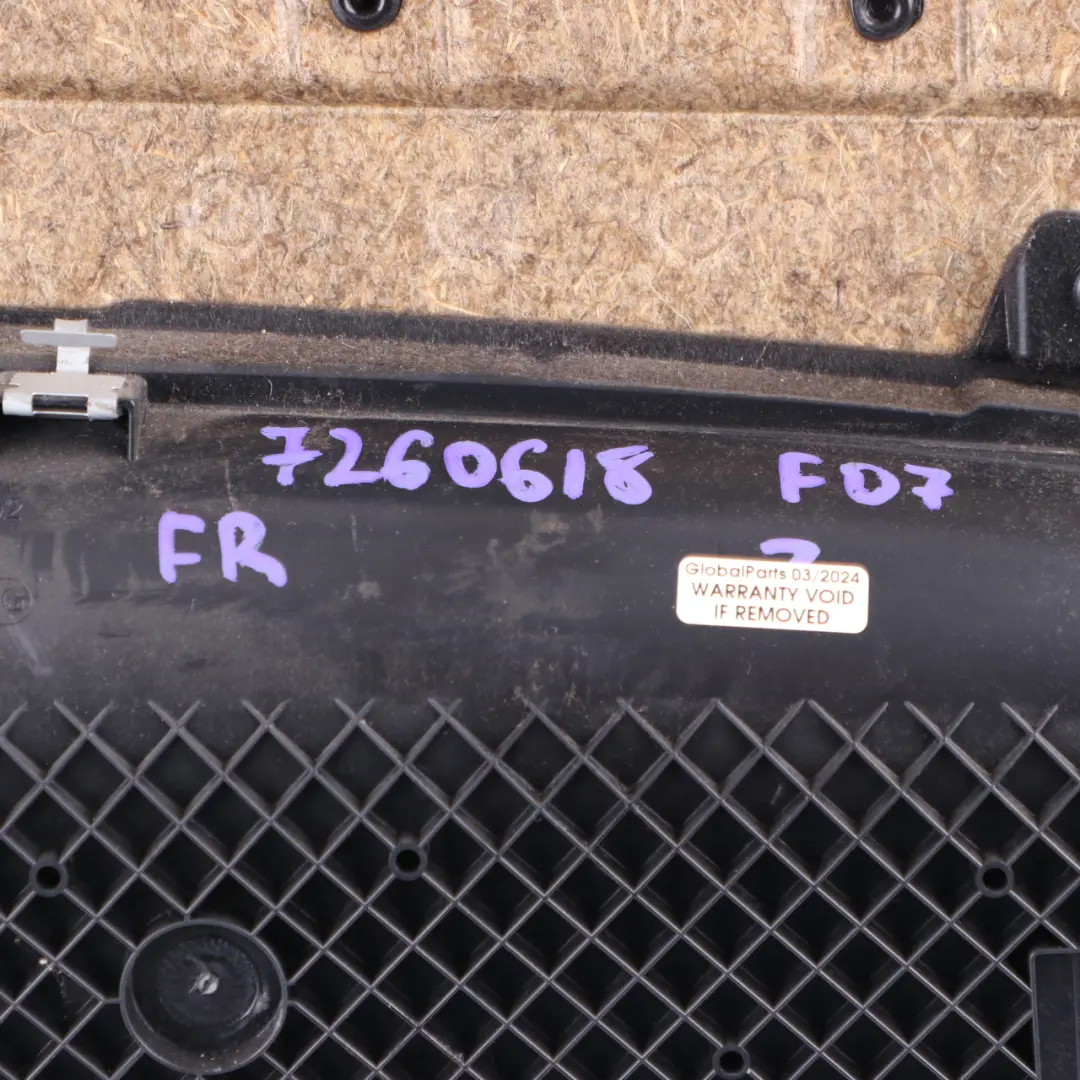 7260618 FD7
FR
GlobalParts 03/2024
WARRANTY VOID
IF REMOVED